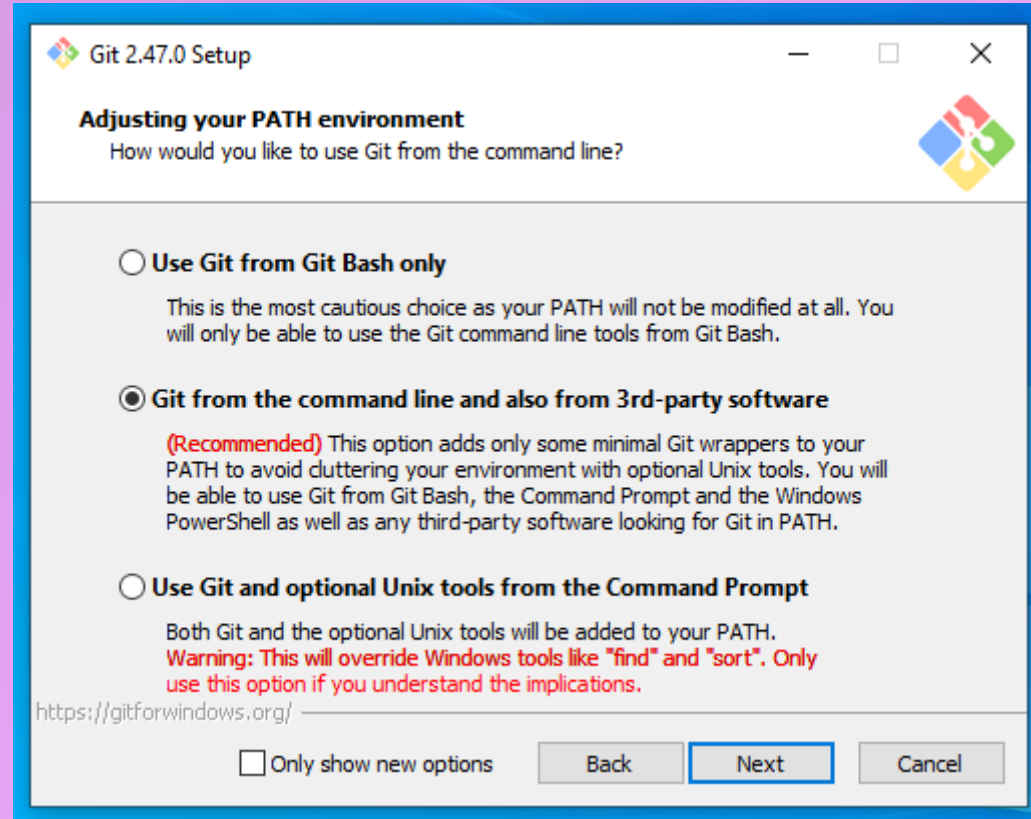 Git 2.47.0 Setup
Adjusting your PATH environment
How would you like to use Git from the command line?
Use Git from Git Bash only
This is the most cautious choice as your PATH will not be modified at all. You
will only be able to use the Git command line tools from Git Bash.
Git from the command line and also from 3rd-party software
(Recommended) This option adds only some minimal Git wrappers to your
PATH to avoid cluttering your environment with optional Unix tools. You will
be able to use Git from Git Bash, the Command Prompt and the Windows
PowerShell as well as any third-party software looking for Git in PATH.
Use Git and optional Unix tools from the Command Prompt
Both Git and the optional Unix tools will be added to your PATH.
Warning: This will override Windows tools like "find" and "sort". Only
use this option if you understand the implications.
https://gitforwindows.org/
Only show new options
Back
Next
Cancel